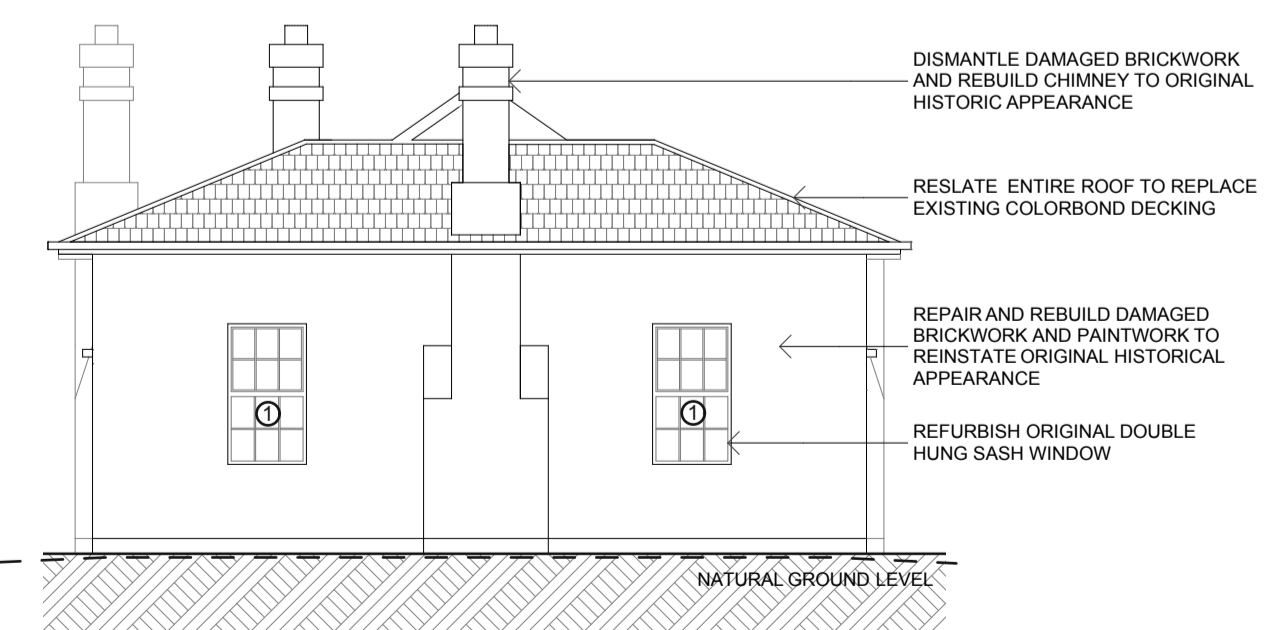 DISMANTLE DAMAGED BRICKWORK
AND REBUILD CHIMNEY TO ORIGINAL
HISTORIC APPEARANCE
RESLATE ENTIRE ROOF TO REPLACE
EXISTING COLORBOND DECKING
REPAIR AND REBUILD DAMAGED
BRICKWORK AND PAINTWORK TO
REINSTATE ORIGINAL HISTORICAL
APPEARANCE
1
1
REFURBISH ORIGINAL DOUBLE
HUNG SASH WINDOW
NATURAL GROUND LEVEL